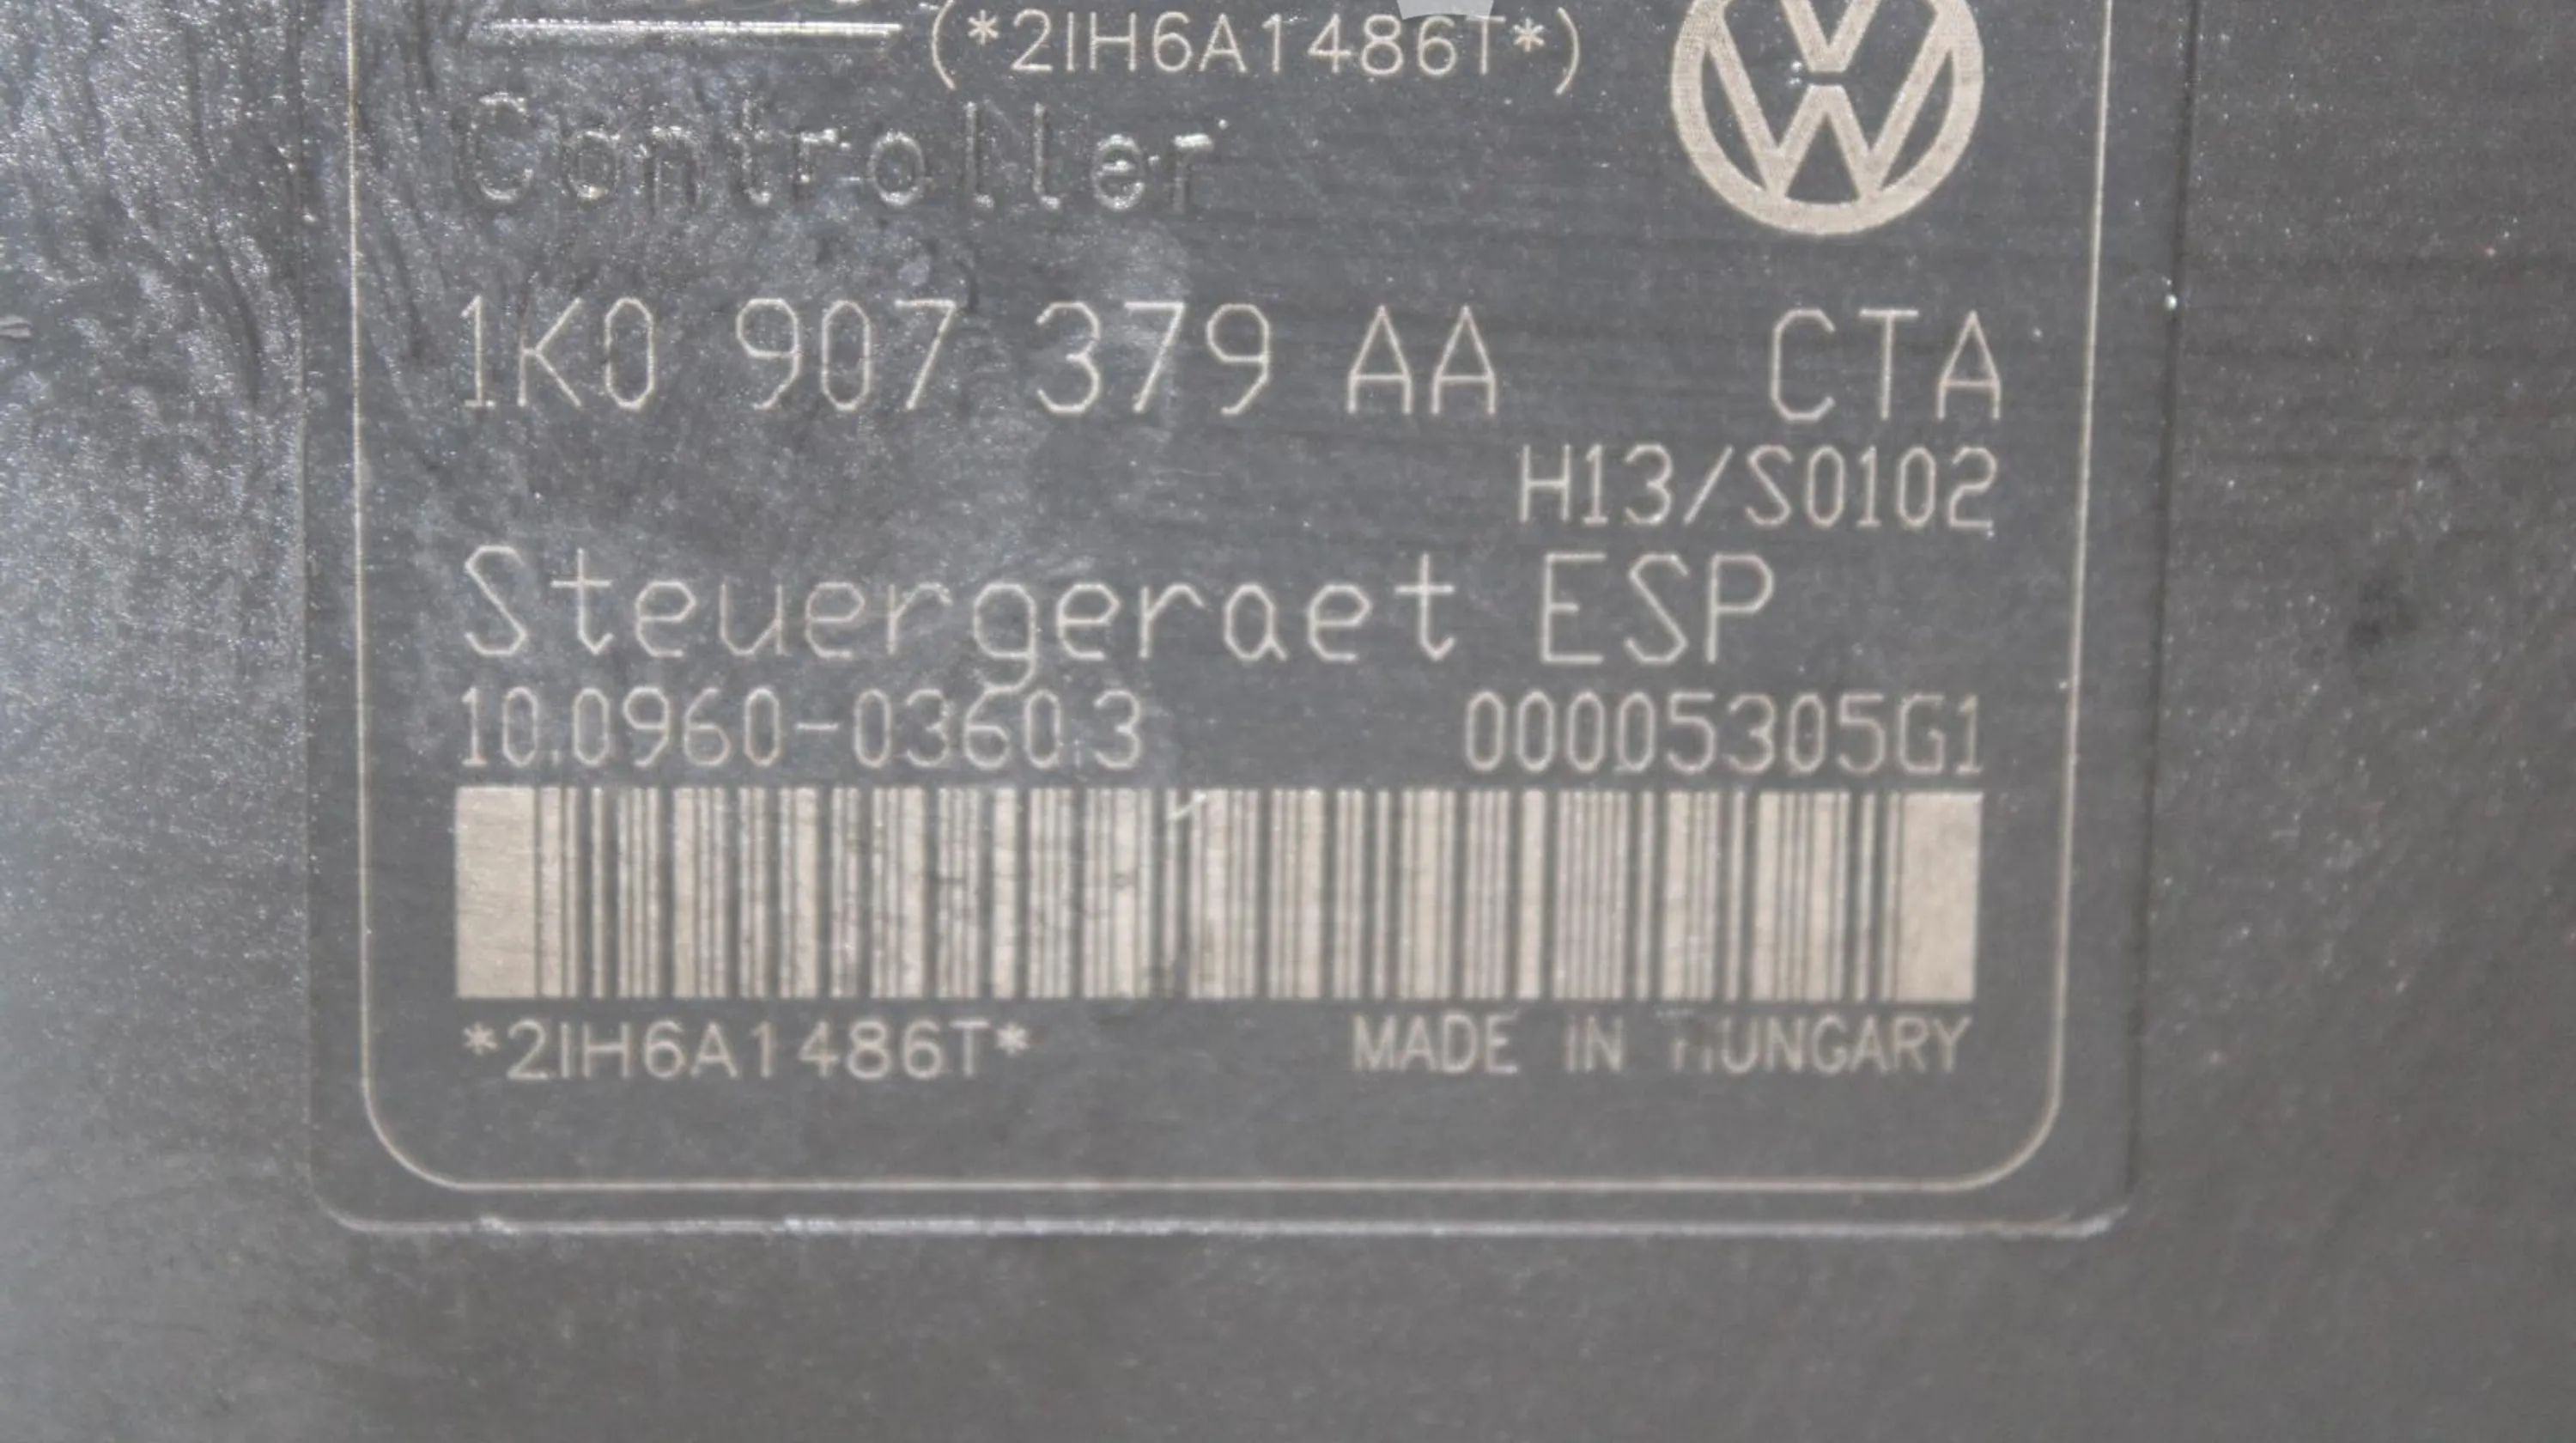 (*2IH6A1486T*)
Controller
1K0 907 379 AA CTA
H13/S0102
Steuergeraet ESP
10.0960-0360.3 00005305G1
*2IH6A1486T* MADE IN HUNGARY